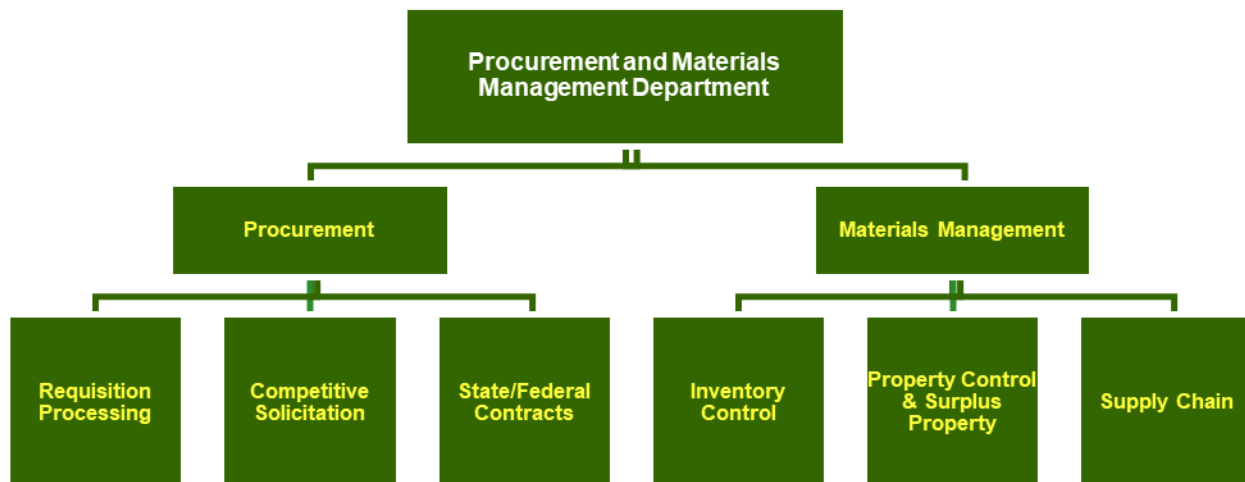 Procurement and Materials
Management Department
Procurement
Materials Management
Requisition
Processing
Competitive
Solicitation
State/Federal
Contracts
Inventory
Control
Property Control
& Surplus
Property
Supply Chain